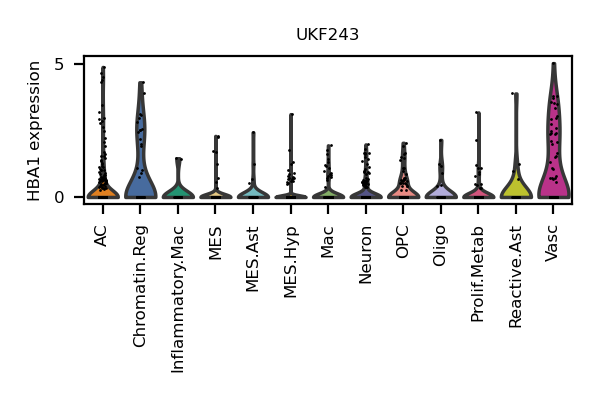 UKF243
HBA1 expression
5
0
AC
Chromatin.Reg
Inflammatory.Mac
MES
MES.Ast
MES.Hyp
Mac
Neuron
OPC
Oligo
Prolif.Metab
Reactive.Ast
Vasc